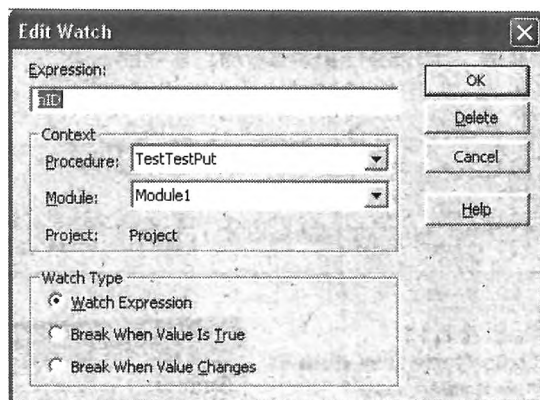 Edit Watch
Expression:
OK
nID
Delete
Context
Procedure: TestTestPut
Cancel
Module: Module1
Help
Project: Project
Watch Type
Watch Expression
Break When Value Is True
Break When Value Changes